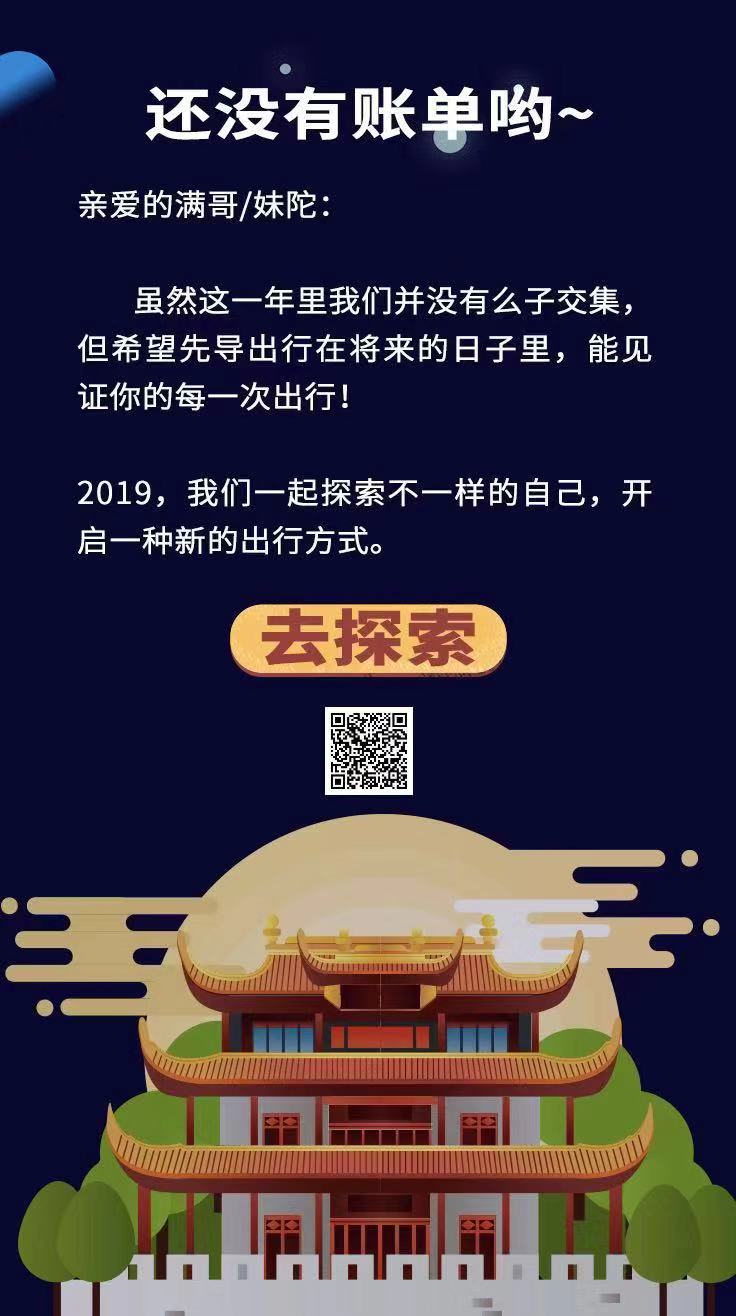 还没有账单哟~
亲爱的满哥/妹陀：
虽然这一年里我们并没有么子交集，
但希望先导出行在将来的日子里，能见
证你的每一次出行！
2019，我们一起探索不一样的自己，开
启一种新的出行方式。
去探索